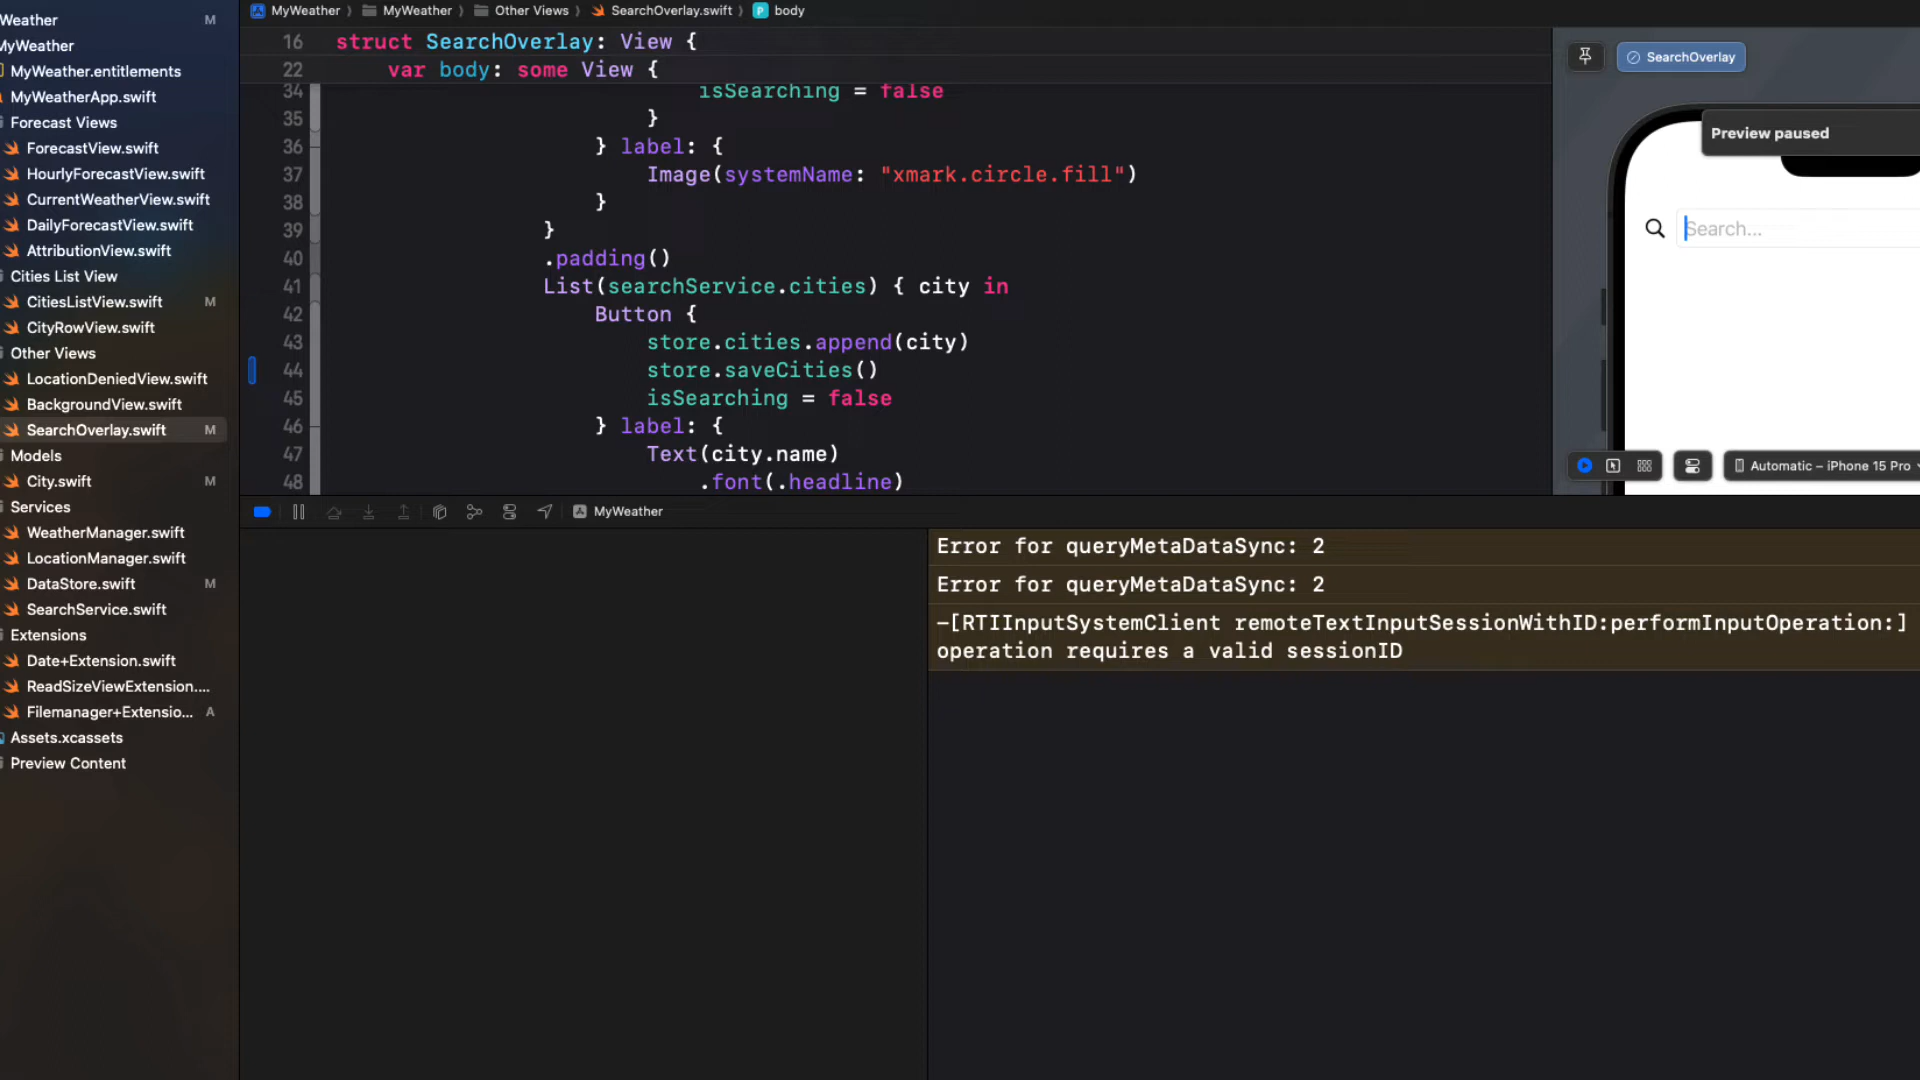 Weather M
MyWeather
MyWeather.entitlements
MyWeatherApp.swift
Forecast Views
ForecastView.swift
HourlyForecastView.swift
CurrentWeatherView.swift
DailyForecastView.swift
AttributionView.swift
Cities List View
CitiesListView.swift M
CityRowView.swift
Other Views
LocationDeniedView.swift
BackgroundView.swift
SearchOverlay.swift M
Models
City.swift M
Services
WeatherManager.swift
LocationManager.swift
DataStore.swift M
SearchService.swift
Extensions
Date+Extension.swift
ReadSizeViewExtension....
Filemanager+Extensio... A
Assets.xcassets
Preview Content
MyWeather 〉 MyWeather 〉 Other Views 〉 SearchOverlay.swift 〉 P body
16 struct SearchOverlay: View {
22 var body: some View {
34 isSearching = false
35 }
36 } label: {
37 Image(systemName: "xmark.circle.fill")
38 }
39 }
40 .padding()
41 List(searchService.cities) { city in
42 Button {
43 store.cities.append(city)
44 store.saveCities()
45 isSearching = false
46 } label: {
47 Text(city.name)
48 .font(.headline)
SearchOverlay
Preview paused
Search...
Automatic – iPhone 15 Pro
MyWeather
Error for queryMetaDataSync: 2
Error for queryMetaDataSync: 2
-[RTIInputSystemClient remoteTextInputSessionWithID:performInputOperation:]
operation requires a valid sessionID